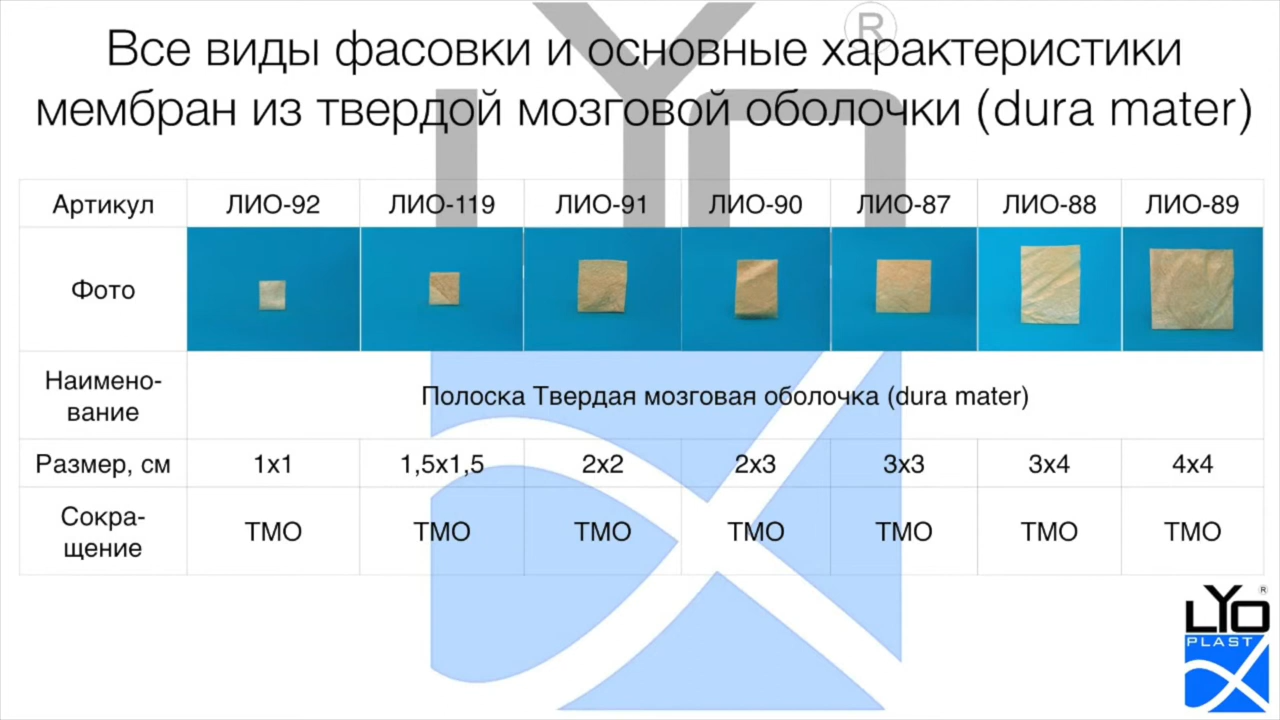 Все виды фасовки и основные характеристики
мембран из твердой мозговой оболочки (dura mater)
Артикул ЛИО-92 ЛИО-119 ЛИО-91 ЛИО-90 ЛИО-87 ЛИО-88 ЛИО-89
Фото
Наимено-
вание
Полоска Твердая мозговая оболочка (dura mater)
Размер, см 1x1 1,5x1,5 2x2 2x3 3x3 3x4 4x4
Сокра-
щение
ТМО ТМО ТМО ТМО ТМО ТМО ТМО
LYO ®
PLAST
LYO ®